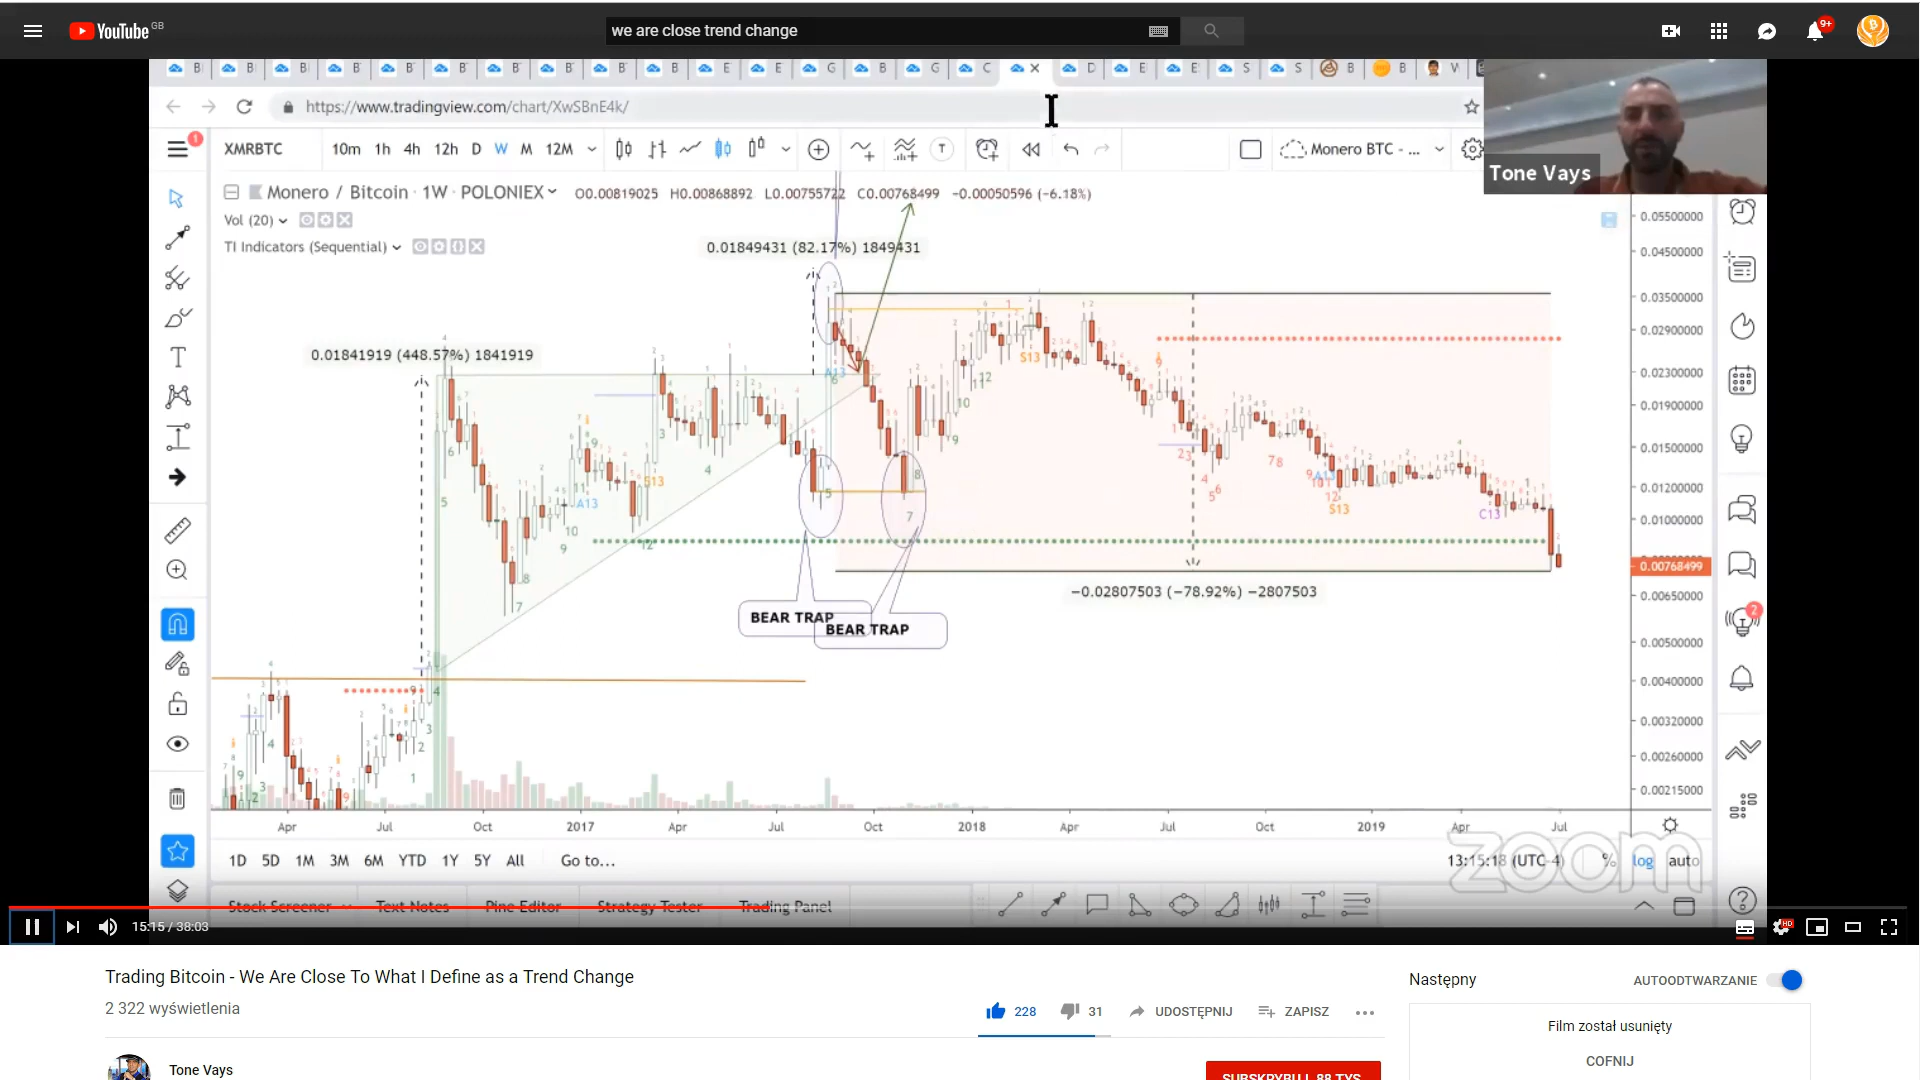 YouTube GB
we are close trend change
9+
https://www.tradingview.com/chart/XwSBnE4k/
XMRBTC 10m 1h 4h 12h D W M 12M
Monero BTC - ...
Tone Vays
Monero / Bitcoin · 1W · POLONIEX O0.00819025 H0.00868892 L0.00755722 C0.00768499 −0.00050596 (−6.18%)
Vol (20)
TI Indicators (Sequential)
0.01849431 (82.17%) 1849431
0.01841919 (448.57%) 1841919
−0.02807503 (−78.92%) −2807503
BEAR TRAP
BEAR TRAP
0.05500000
0.04500000
0.03500000
0.02900000
0.02300000
0.01900000
0.01500000
0.01200000
0.01000000
0.00768499
0.00650000
0.00500000
0.00400000
0.00320000
0.00260000
0.00215000
Apr Jul Oct 2017 Apr Jul Oct 2018 Apr Jul Oct 2019 Apr Jul
1D 5D 1M 3M 6M YTD 1Y 5Y All Go to...
13:15:18 (UTC-4) % log auto
zoom
Stock Screener Text Notes Pine Editor Strategy Tester Trading Panel
15:15 / 38:03
HD
Trading Bitcoin - We Are Close To What I Define as a Trend Change
2 322 wyświetlenia
228 31 UDOSTĘPNIJ ZAPISZ
Następny AUTOODTWARZANIE
Film został usunięty
COFNIJ
Tone Vays
SUBSKRYBUJ 88 TYS.